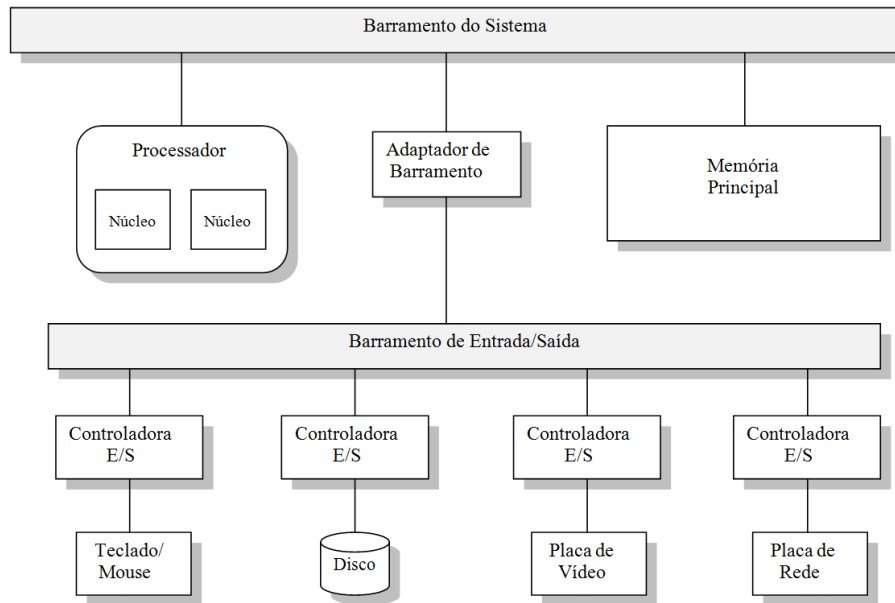 Barramento do Sistema
Processador
Núcleo
Núcleo
Adaptador de
Barramento
Memória
Principal
Barramento de Entrada/Saída
Controladora
E/S
Controladora
E/S
Controladora
E/S
Controladora
E/S
Teclado/
Mouse
Disco
Placa de
Vídeo
Placa de
Rede